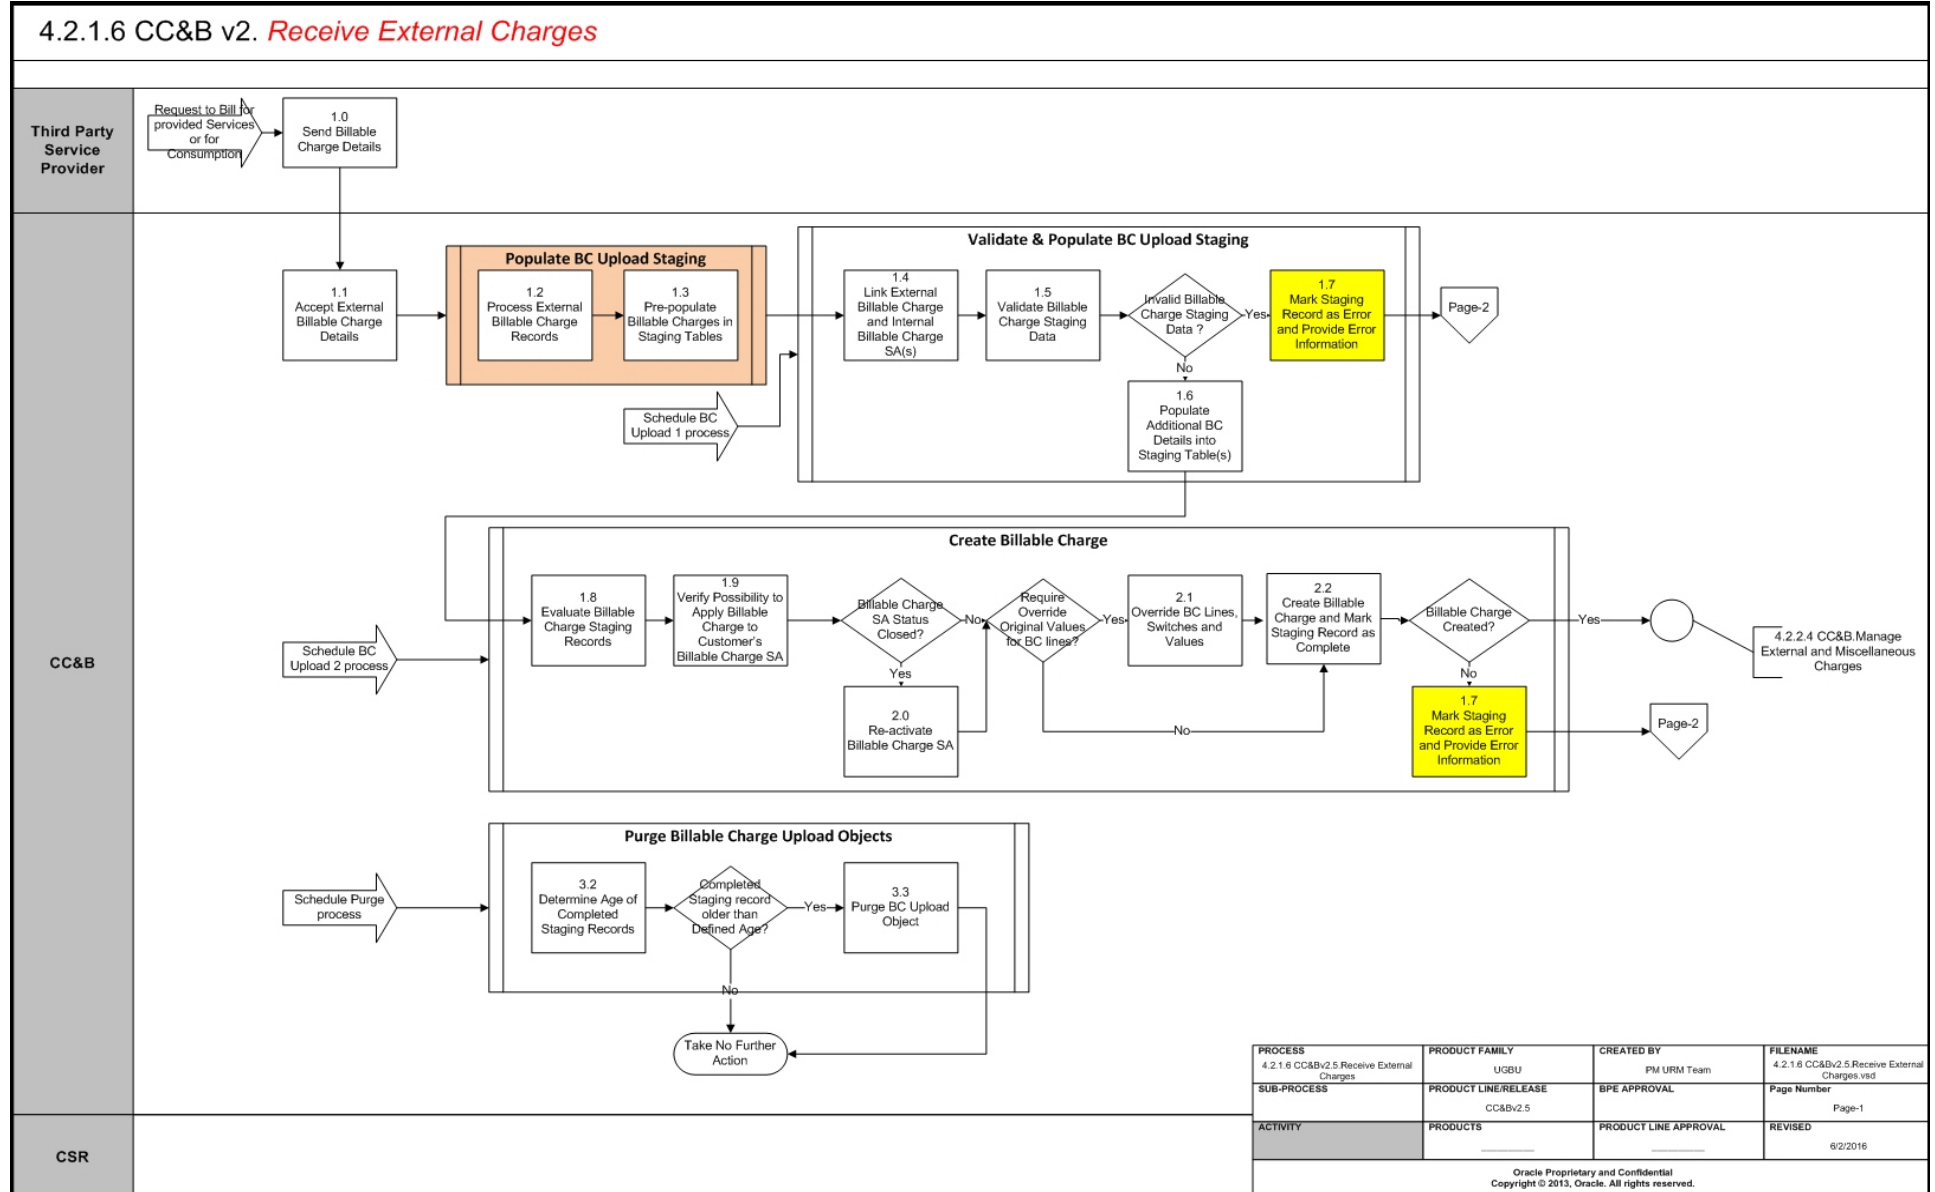 4.2.1.6 CC&B v2. Receive External Charges
Third Party
Service
Provider
Request to Bill for
provided Services
or for
Consumption
1.0
Send Billable
Charge Details
CC&B
1.1
Accept External
Billable Charge
Details
Populate BC Upload Staging
1.2
Process External
Billable Charge
Records
1.3
Pre-populate
Billable Charges in
Staging Tables
Schedule BC
Upload 1 process
Validate & Populate BC Upload Staging
1.4
Link External
Billable Charge
and Internal
Billable Charge
SA(s)
1.5
Validate Billable
Charge Staging
Data
Invalid Billable
Charge Staging
Data ?
Yes
No
1.7
Mark Staging
Record as Error
and Provide Error
Information
Page-2
1.6
Populate
Additional BC
Details into
Staging Table(s)
Create Billable Charge
Schedule BC
Upload 2 process
1.8
Evaluate Billable
Charge Staging
Records
1.9
Verify Possibility to
Apply Billable
Charge to
Customer's
Billable Charge SA
Billable Charge
SA Status
Closed?
No
Yes
2.0
Re-activate
Billable Charge SA
Require
Override
Original Values
for BC lines?
Yes
No
2.1
Override BC Lines,
Switches and
Values
2.2
Create Billable
Charge and Mark
Staging Record as
Complete
Billable Charge
Created?
Yes
No
4.2.2.4 CC&B.Manage
External and Miscellaneous
Charges
1.7
Mark Staging
Record as Error
and Provide Error
Information
Page-2
Purge Billable Charge Upload Objects
Schedule Purge
process
3.2
Determine Age of
Completed
Staging Records
Completed
Staging record
older than
Defined Age?
Yes
No
3.3
Purge BC Upload
Object
Take No Further
Action
CSR
PROCESS
4.2.1.6 CC&Bv2.5.Receive External
Charges
PRODUCT FAMILY
UGBU
CREATED BY
PM URM Team
FILENAME
4.2.1.6 CC&Bv2.5.Receive External
Charges.vsd
SUB-PROCESS
PRODUCT LINE/RELEASE
CC&Bv2.5
BPE APPROVAL
Page Number
Page-1
ACTIVITY
PRODUCTS
PRODUCT LINE APPROVAL
REVISED
6/2/2016
Oracle Proprietary and Confidential
Copyright © 2013, Oracle. All rights reserved.